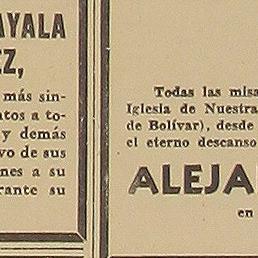 AYALA
EZ,
más sin-
atos a to-
y demás
vo de sus
nes a su
rante su
Todas las misa
Iglesia de Nuestra
de Bolívar), desde
el eterno descanso
ALEJA
en